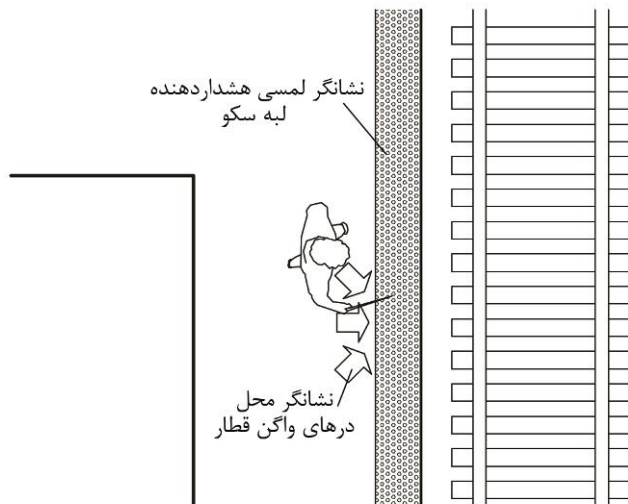 نشانگر لمسی هشداردهنده
لبه سکو
نشانگر محل
درهای واگن قطار